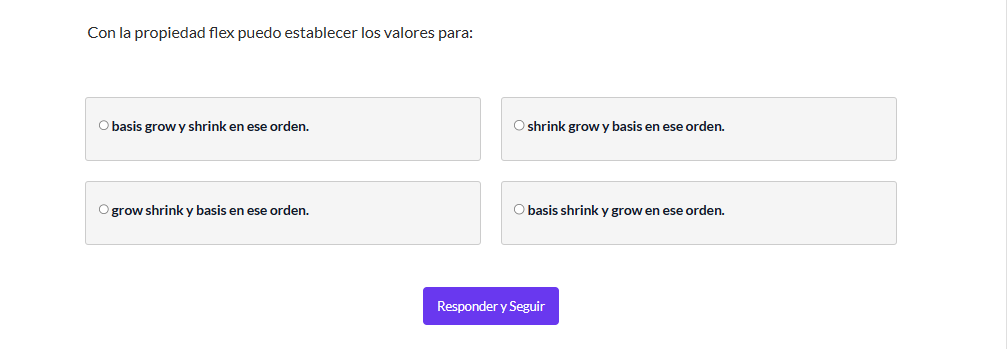 Con la propiedad flex puedo establecer los valores para:
basis grow y shrink en ese orden.
shrink grow y basis en ese orden.
grow shrink y basis en ese orden.
basis shrink y grow en ese orden.
Responder y Seguir